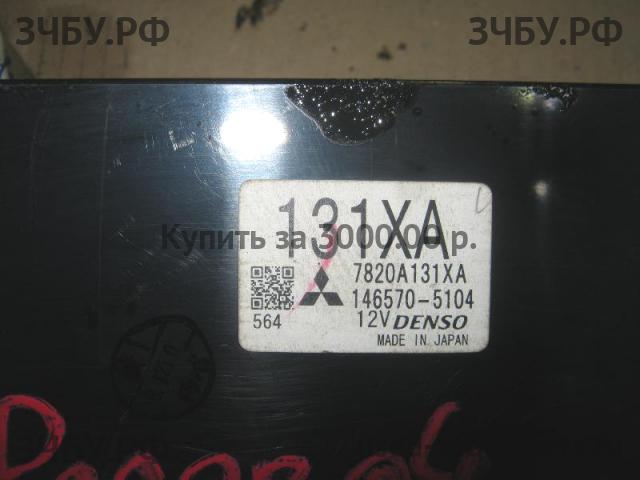 ЗЧБУ.РФ ЗЧБУ.РФ
131XA
Купить за 3000.00 р.
7820A131XA
146570-5104
564 12V DENSO
MADE IN JAPAN